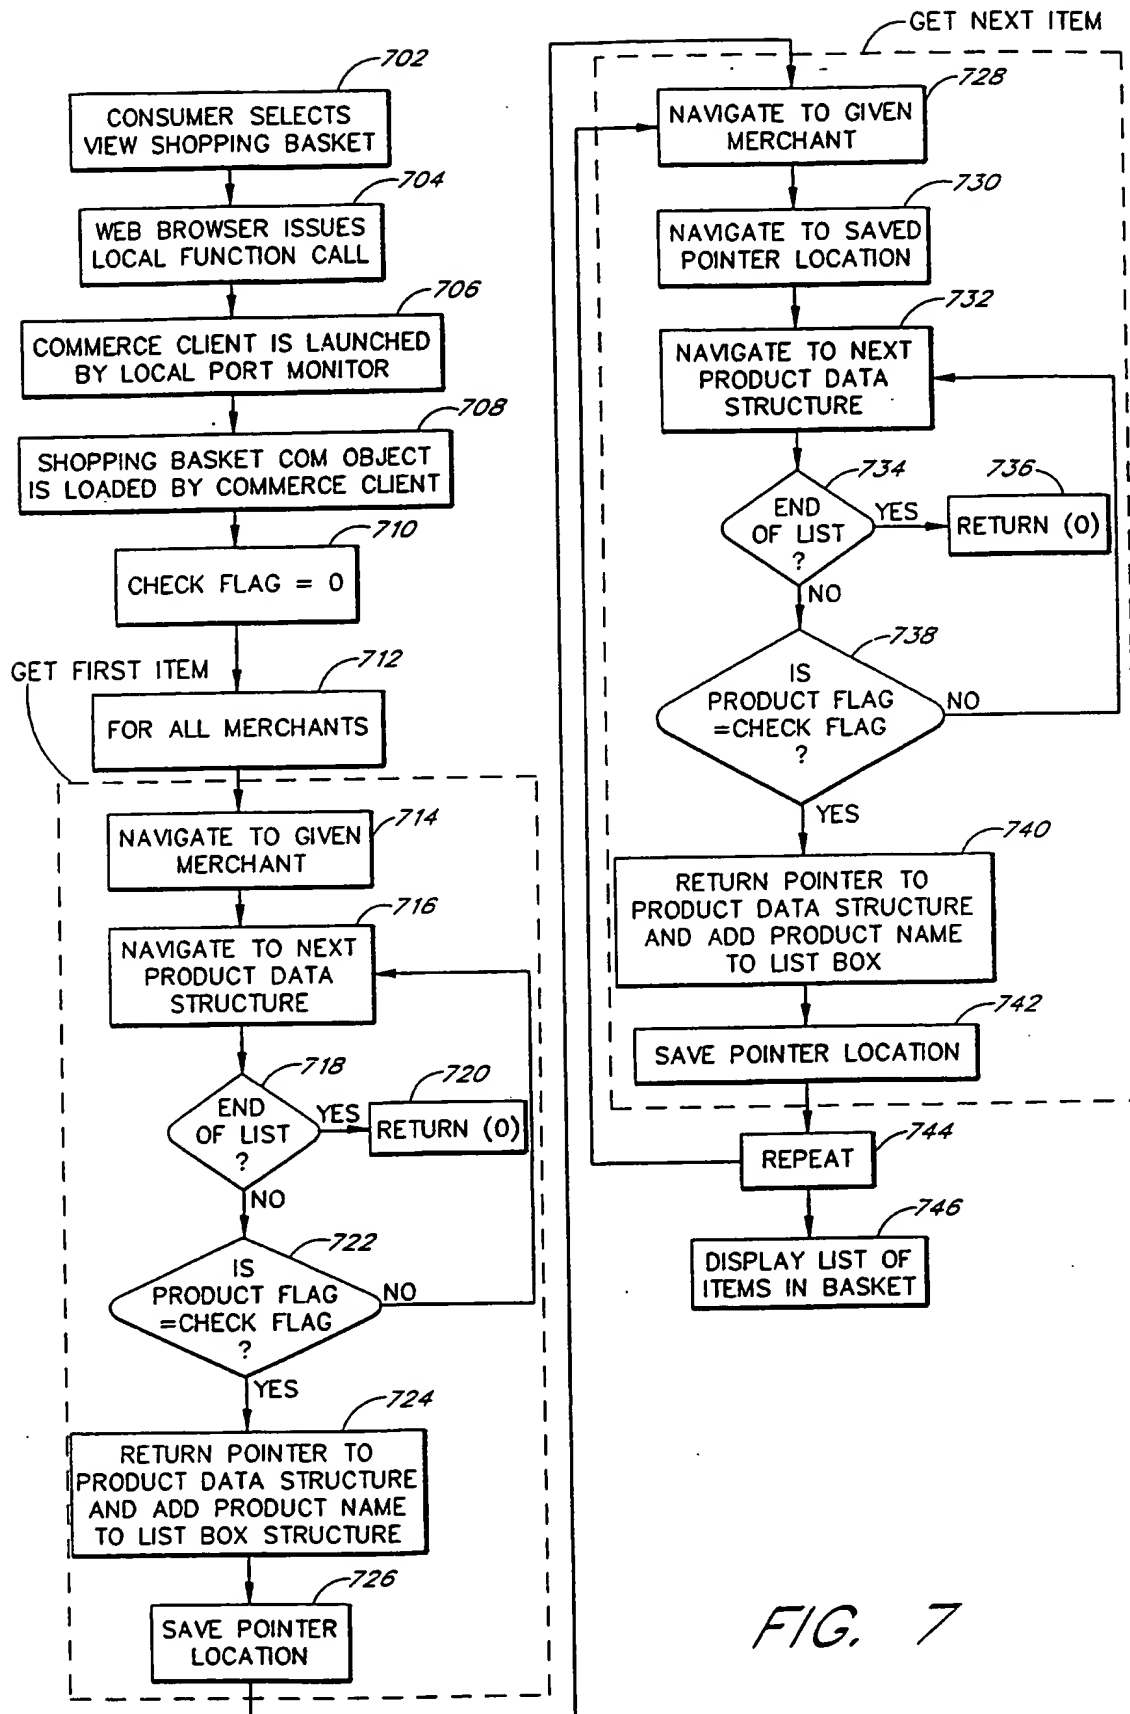 702
CONSUMER SELECTS
VIEW SHOPPING BASKET
704
WEB BROWSER ISSUES
LOCAL FUNCTION CALL
706
COMMERCE CLIENT IS LAUNCHED
BY LOCAL PORT MONITOR
708
SHOPPING BASKET COM OBJECT
IS LOADED BY COMMERCE CLIENT
710
CHECK FLAG = 0
GET FIRST ITEM
712
FOR ALL MERCHANTS
714
NAVIGATE TO GIVEN
MERCHANT
716
NAVIGATE TO NEXT
PRODUCT DATA
STRUCTURE
718
END
OF LIST
?
YES
720
RETURN (0)
NO
722
IS
PRODUCT FLAG
=CHECK FLAG
?
NO
YES
724
RETURN POINTER TO
PRODUCT DATA STRUCTURE
AND ADD PRODUCT NAME
TO LIST BOX STRUCTURE
726
SAVE POINTER
LOCATION
GET NEXT ITEM
728
NAVIGATE TO GIVEN
MERCHANT
730
NAVIGATE TO SAVED
POINTER LOCATION
732
NAVIGATE TO NEXT
PRODUCT DATA
STRUCTURE
734
END
OF LIST
?
YES
736
RETURN (0)
NO
738
IS
PRODUCT FLAG
=CHECK FLAG
?
NO
YES
740
RETURN POINTER TO
PRODUCT DATA STRUCTURE
AND ADD PRODUCT NAME
TO LIST BOX
742
SAVE POINTER LOCATION
744
REPEAT
746
DISPLAY LIST OF
ITEMS IN BASKET
FIG. 7